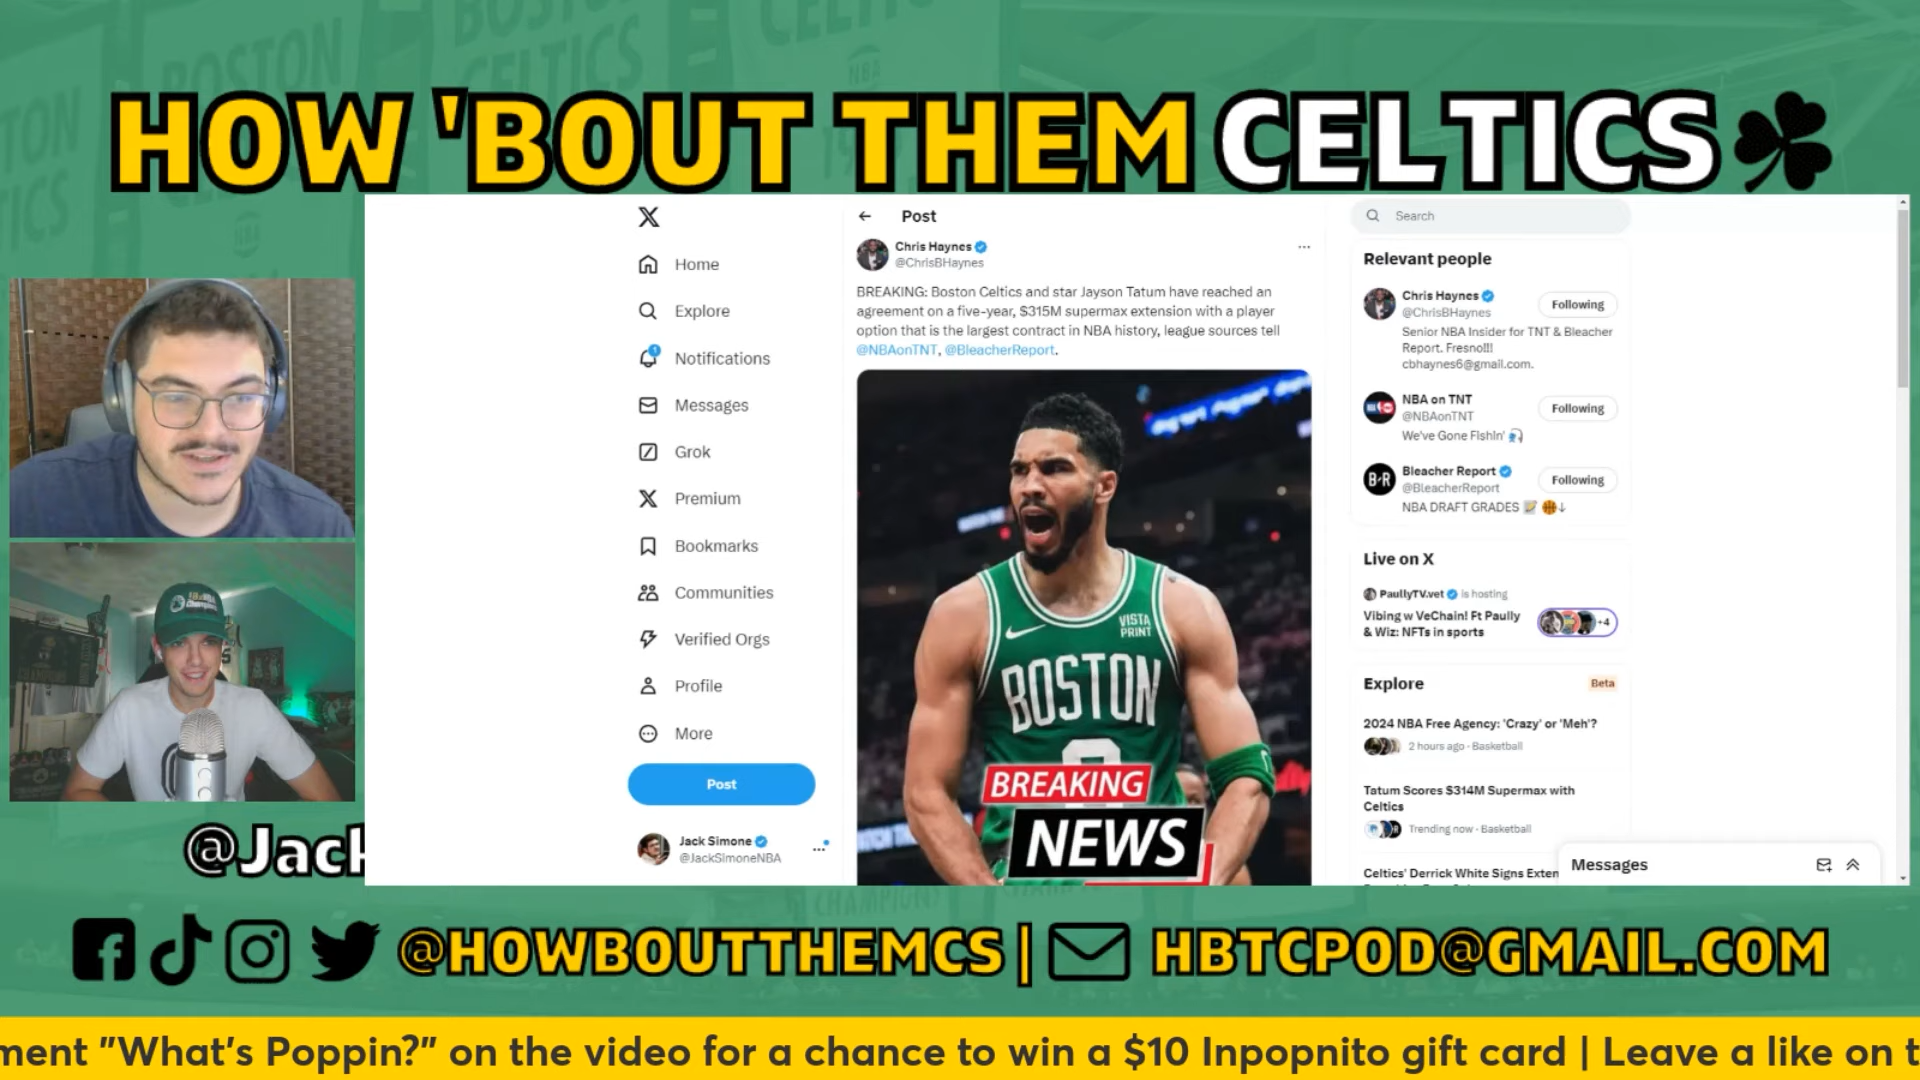 HOW 'BOUT THEM CELTICS
Post
Search
Chris Haynes
@ChrisBHaynes
BREAKING: Boston Celtics and star Jayson Tatum have reached an
agreement on a five-year, $315M supermax extension with a player
option that is the largest contract in NBA history, league sources tell
@NBAonTNT, @BleacherReport.
Home
Explore
Notifications
Messages
Grok
Premium
Bookmarks
Communities
Verified Orgs
Profile
More
Post
Jack Simone
@JackSimoneNBA
VISTA
PRINT
BOSTON
BREAKING
NEWS
Relevant people
Chris Haynes
@ChrisBHaynes
Following
Senior NBA Insider for TNT & Bleacher
Report. Fresno!!!
cbhaynes6@gmail.com.
NBA on TNT
@NBAonTNT
Following
We've Gone Fishin'
B/R
Bleacher Report
@BleacherReport
Following
NBA DRAFT GRADES
Live on X
PaullyTV.vet is hosting
Vibing w VeChain! Ft Paully
& Wiz: NFTs in sports
+4
Explore
Beta
2024 NBA Free Agency: 'Crazy' or 'Meh'?
2 hours ago · Basketball
Tatum Scores $314M Supermax with
Celtics
Trending now · Basketball
Celtics' Derrick White Signs Exten
Messages
@Jack
@HOWBOUTTHEMCS | HBTCPOD@GMAIL.COM
ment "What's Poppin?" on the video for a chance to win a $10 Inpopnito gift card | Leave a like on t